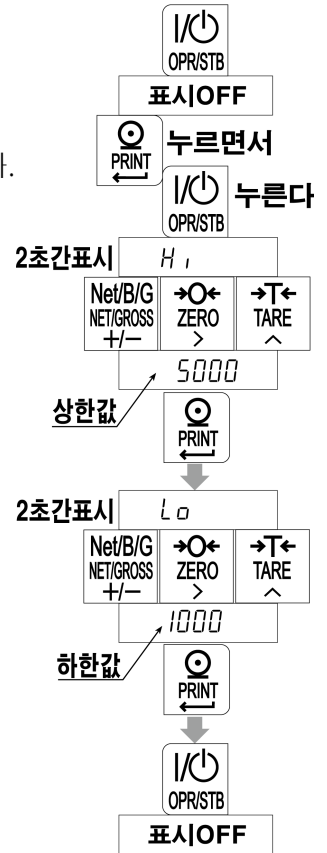 I/⏻
OPR/STB
표시OFF
PRINT
누르면서
다.
I/⏻
OPR/STB
누른다
2초간표시
Hi
Net/B/G
NET/GROSS
+/−
→O←
ZERO
>
→T←
TARE
^
5000
상한값
PRINT
2초간표시
Lo
Net/B/G
NET/GROSS
+/−
→O←
ZERO
>
→T←
TARE
^
1000
하한값
PRINT
I/⏻
OPR/STB
표시OFF